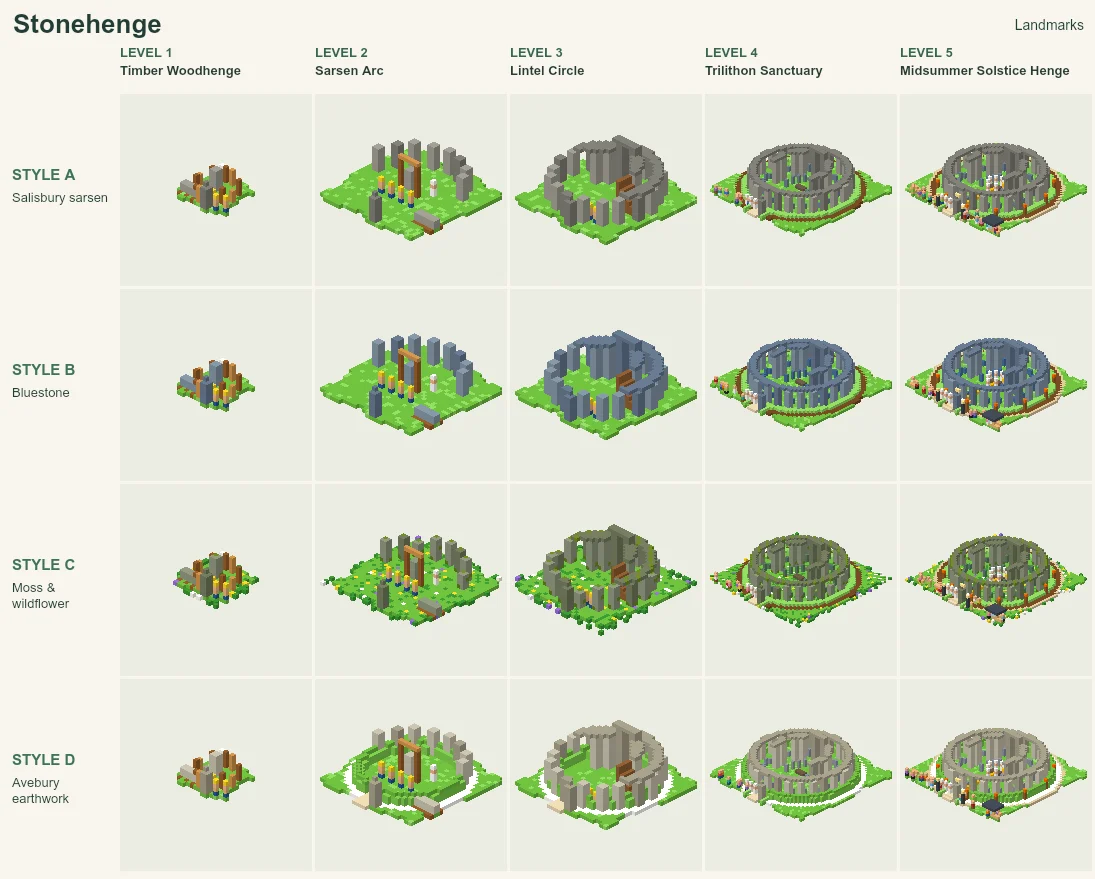 Stonehenge
Landmarks
LEVEL 1
Timber Woodhenge
LEVEL 2
Sarsen Arc
LEVEL 3
Lintel Circle
LEVEL 4
Trilithon Sanctuary
LEVEL 5
Midsummer Solstice Henge
STYLE A
Salisbury sarsen
STYLE B
Bluestone
STYLE C
Moss &
wildflower
STYLE D
Avebury
earthwork